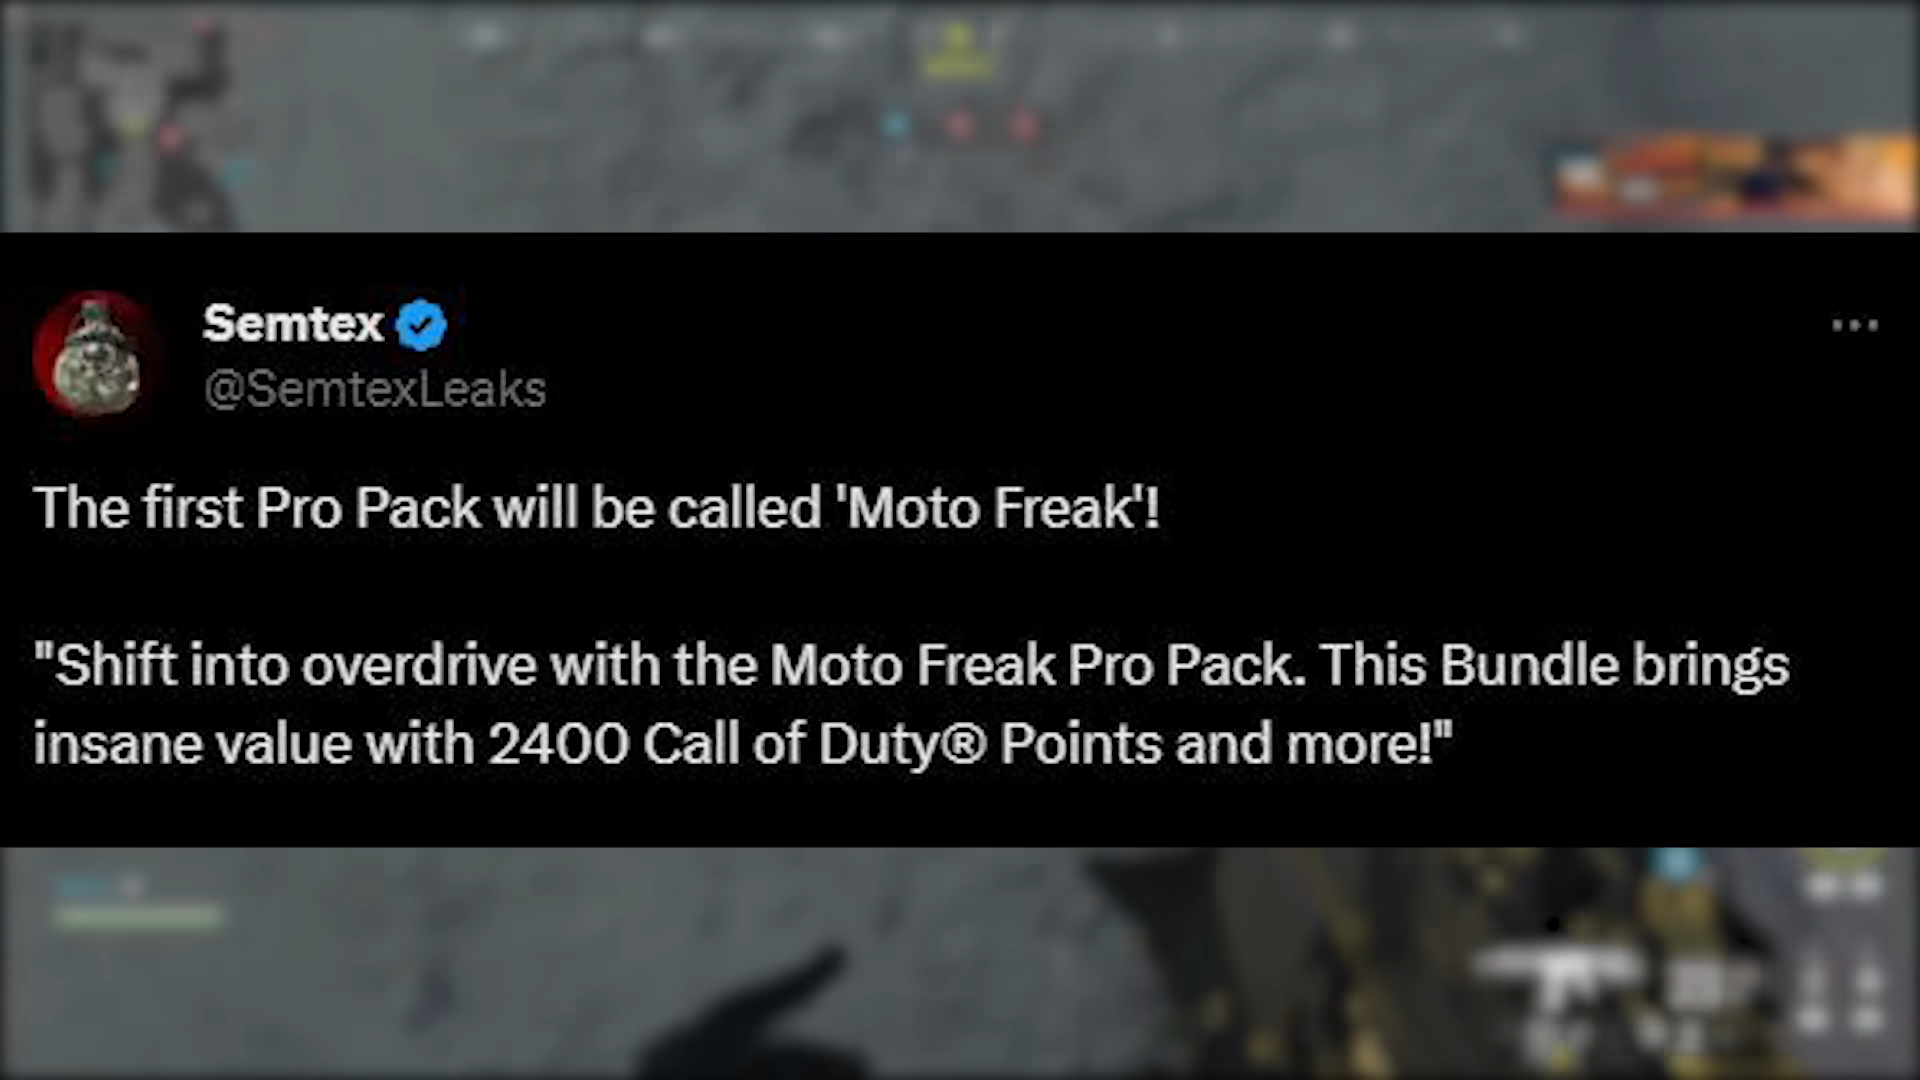 Semtex
@SemtexLeaks
The first Pro Pack will be called 'Moto Freak'!
"Shift into overdrive with the Moto Freak Pro Pack. This Bundle brings
insane value with 2400 Call of Duty® Points and more!"